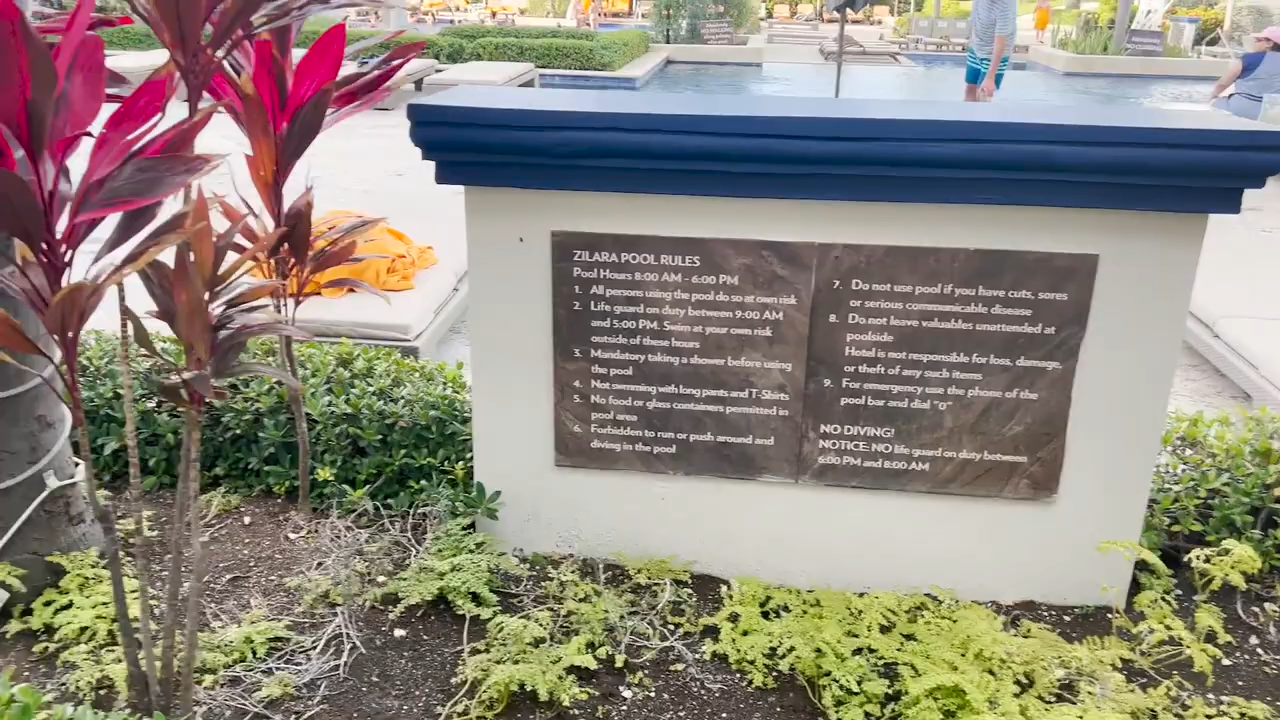 ZILARA POOL RULES
Pool Hours 8:00 AM - 6:00 PM
1. All persons using the pool do so at own risk
2. Life guard on duty between 9:00 AM
and 5:00 PM. Swim at your own risk
outside of these hours
3. Mandatory taking a shower before using
the pool
4. Not swmming with long pants and T-Shirts
5. No food or glass containers permitted in
pool area
6. Forbidden to run or push around and
diving in the pool
7. Do not use pool if you have cuts, sores
or serious communicable disease
8. Do not leave valuables unattended at
poolside
Hotel is not responsible for loss, damage,
or theft of any such items
9. For emergency use the phone of the
pool bar and dial "0"
NO DIVING!
NOTICE: NO life guard on duty between
6:00 PM and 8:00 AM